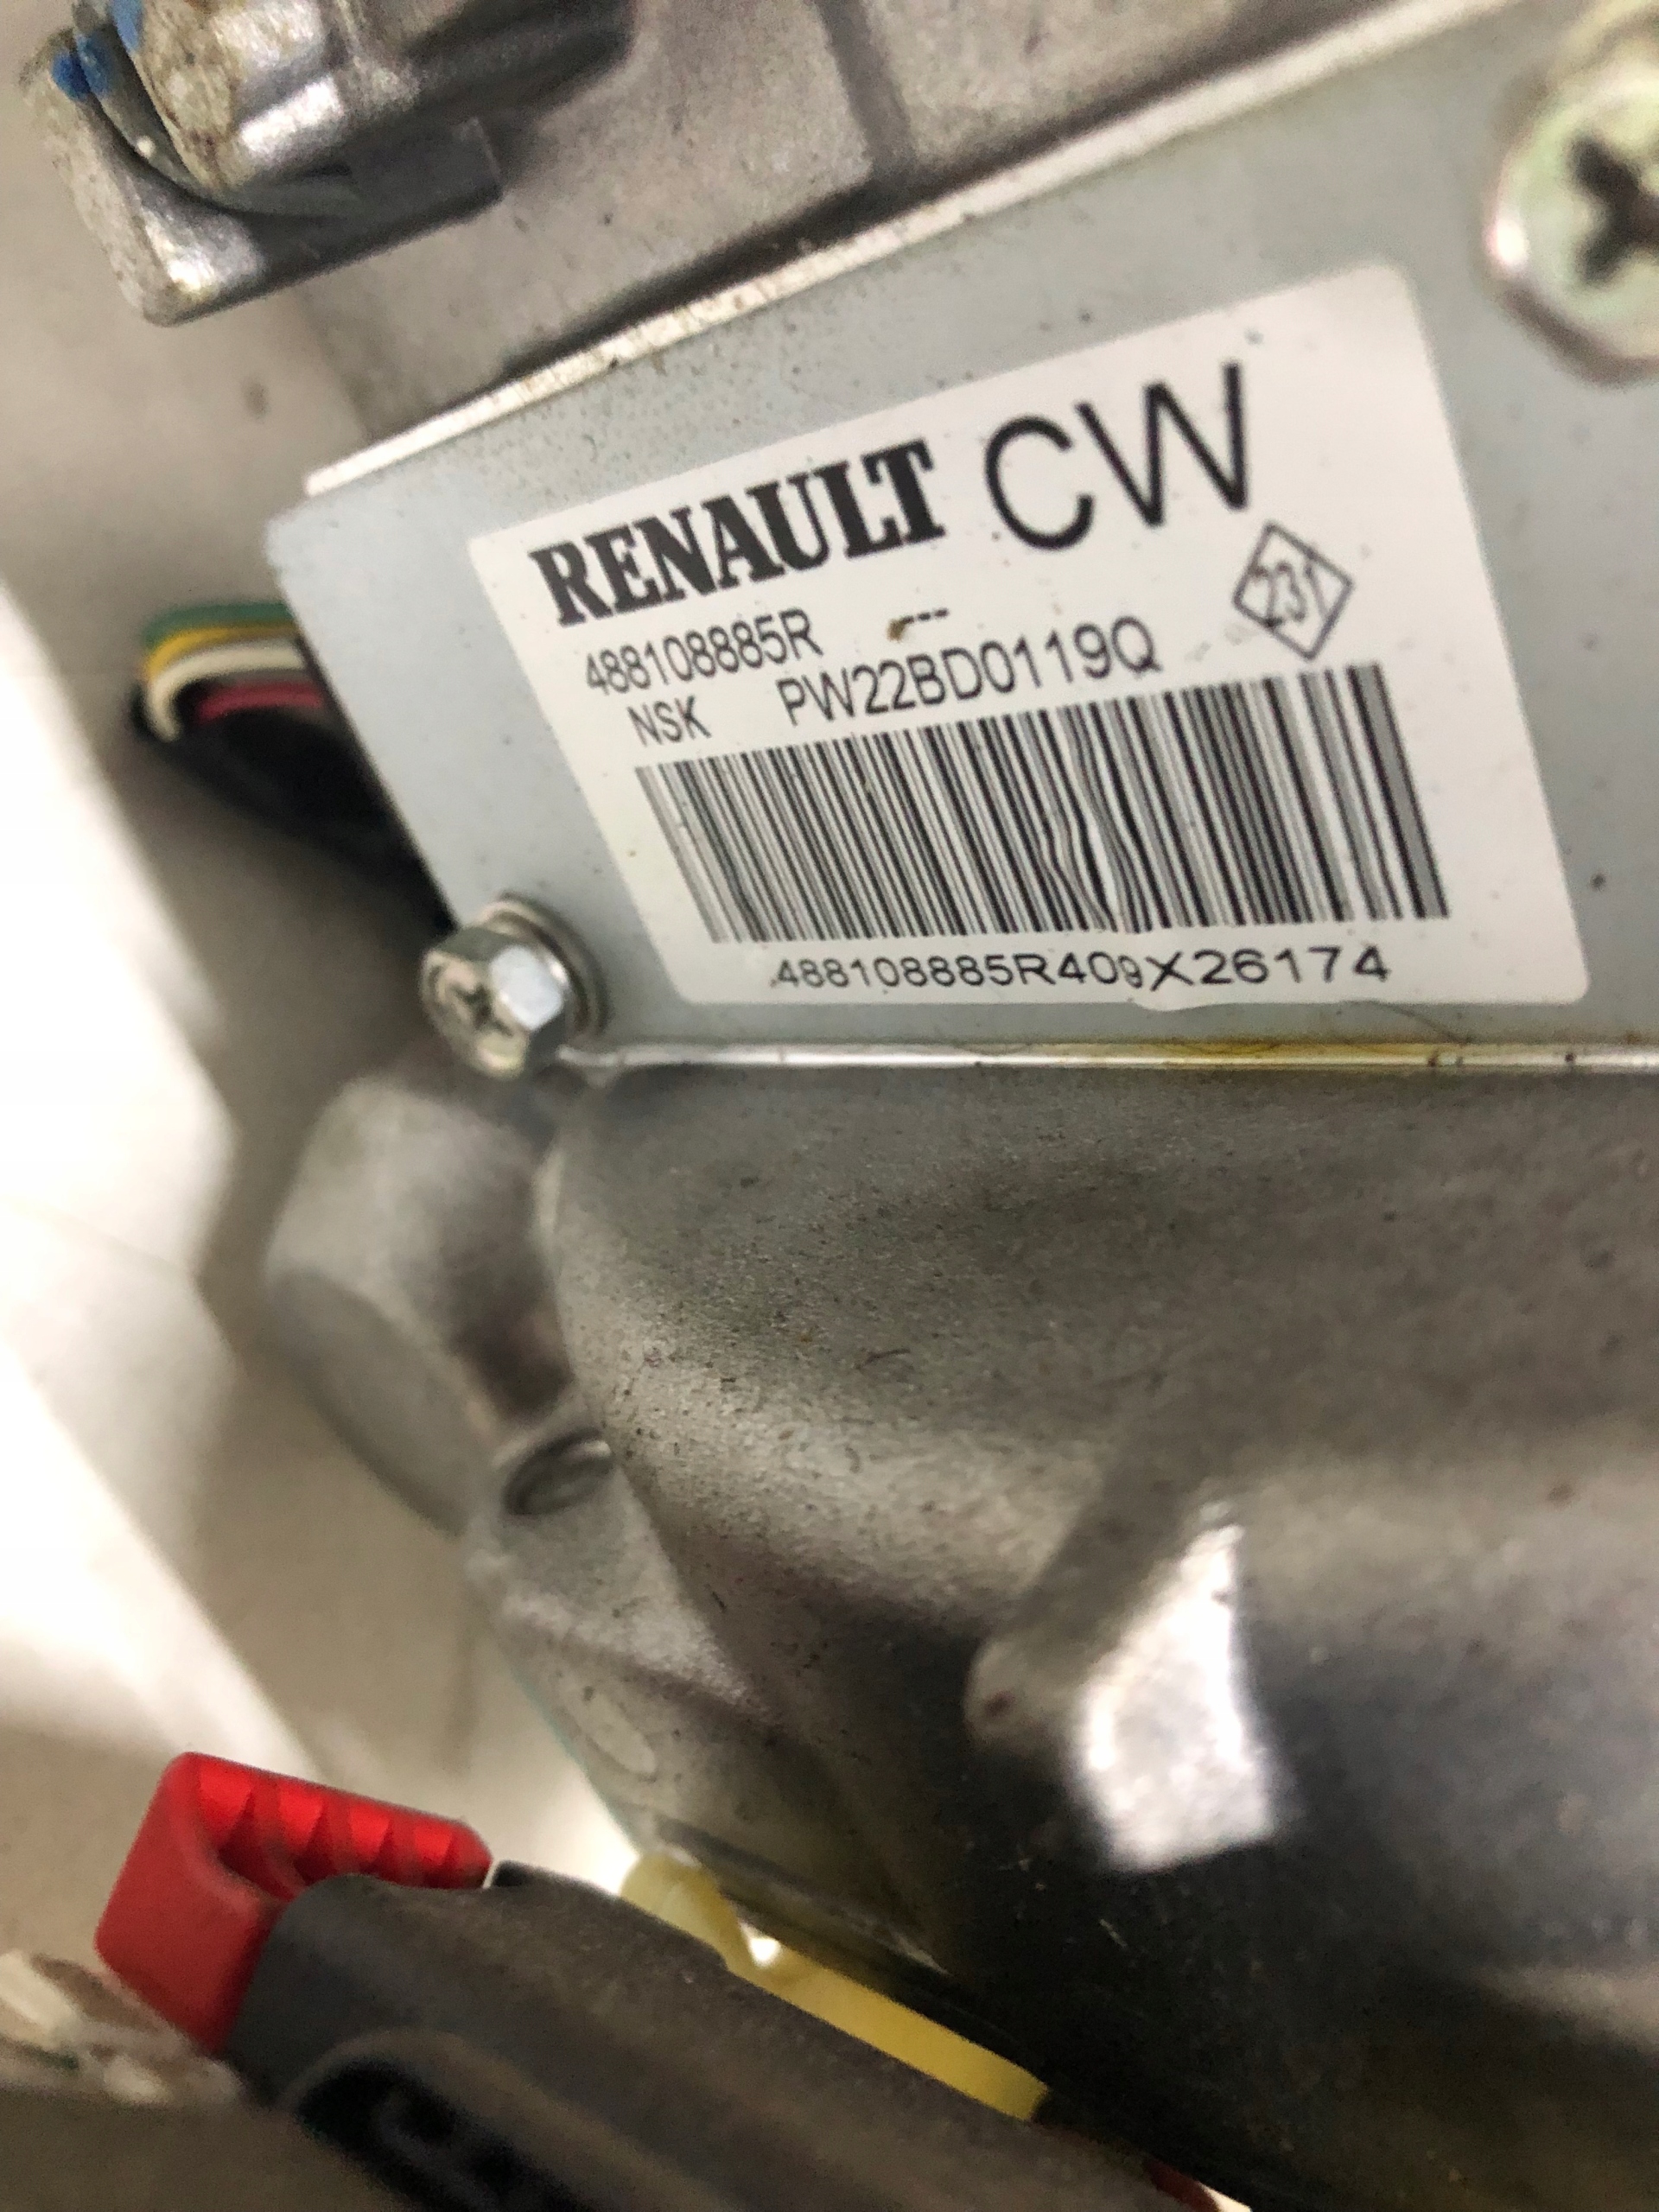 RENAULT CW
488108885R ---
NSK PW22BD0119Q
231
488108885R409X26174